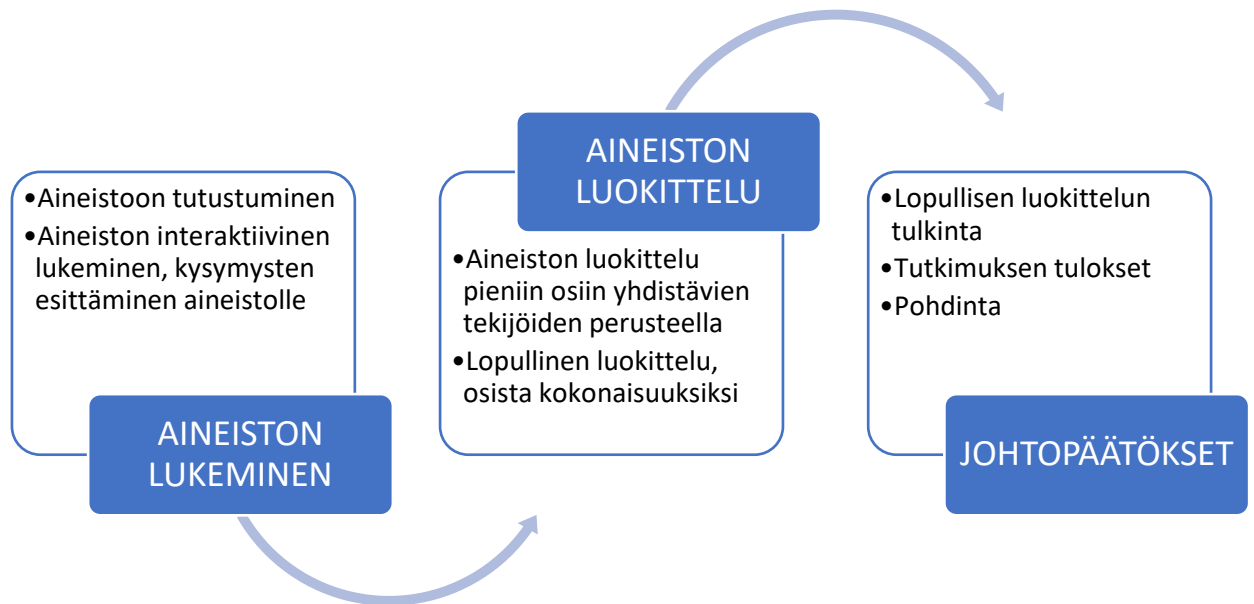 •Aineistoon tutustuminen
•Aineiston interaktiivinen
lukeminen, kysymysten
esittäminen aineistolle
AINEISTON
LUKEMINEN
AINEISTON
LUOKITTELU
•Aineiston luokittelu
pieniin osiin yhdistävien
tekijöiden perusteella
•Lopullinen luokittelu,
osista kokonaisuuksiksi
•Lopullisen luokittelun
tulkinta
•Tutkimuksen tulokset
•Pohdinta
JOHTOPÄÄTÖKSET